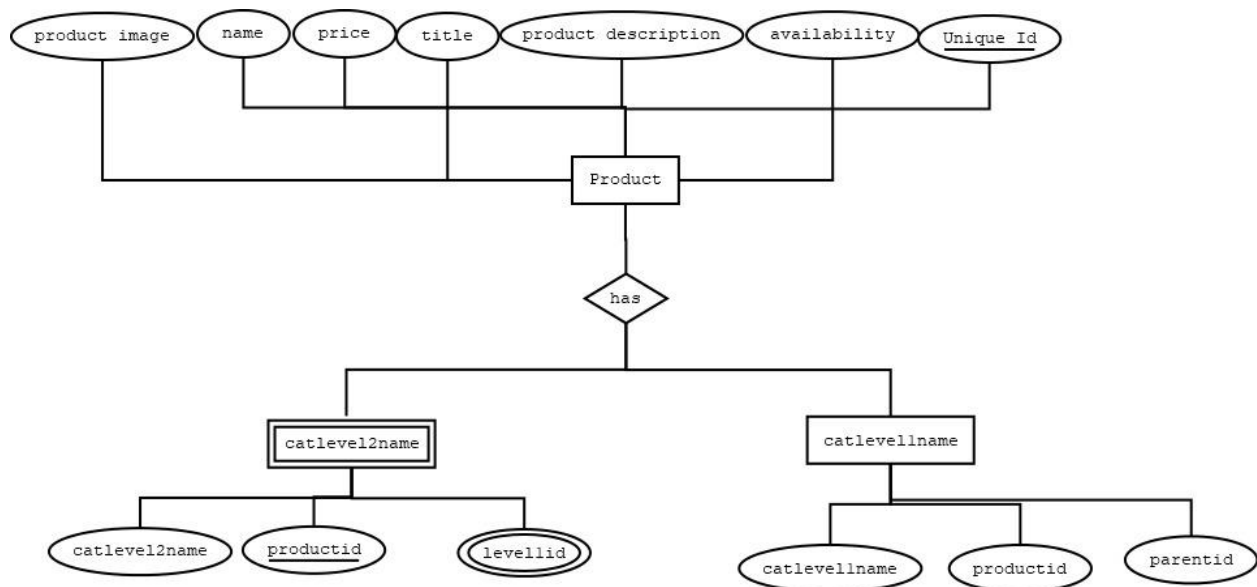 product image
name
price
title
product description
availability
Unique Id
Product
has
catlevel2name
catlevel1name
catlevel2name
productid
level1id
catlevel1name
productid
parentid